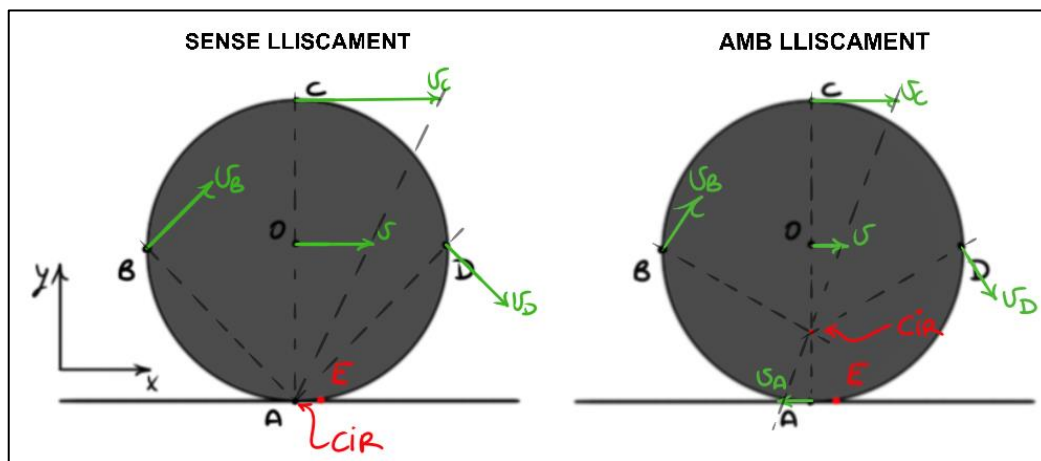 SENSE LLISCAMENT
C
υC
υB
O
υ
B
D
υD
y
x
E
A
CIR
AMB LLISCAMENT
C
υC
υB
O
υ
B
D
υD
CIR
υA
E
A